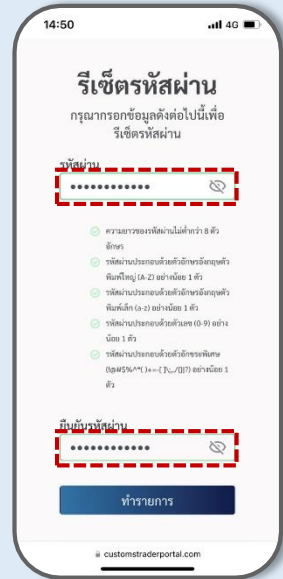 14:50
4G
รีเซ็ตรหัสผ่าน
กรุณากรอกข้อมูลดังต่อไปนี้เพื่อ
รีเซ็ตรหัสผ่าน
รหัสผ่าน
••••••••••••
ความยาวของรหัสผ่านไม่ต่ำกว่า 8 ตัว
อักษร
รหัสผ่านประกอบด้วยตัวอักษรอังกฤษตัว
พิมพ์ใหญ่ (A-Z) อย่างน้อย 1 ตัว
รหัสผ่านประกอบด้วยตัวอักษรอังกฤษตัว
พิมพ์เล็ก (a-z) อย่างน้อย 1 ตัว
รหัสผ่านประกอบด้วยตัวเลข (0-9) อย่าง
น้อย 1 ตัว
รหัสผ่านประกอบด้วยตัวอักขระพิเศษ
อย่างน้อย 1
ตัว
ยืนยันรหัสผ่าน
••••••••••••
ทำรายการ
customstraderportal.com